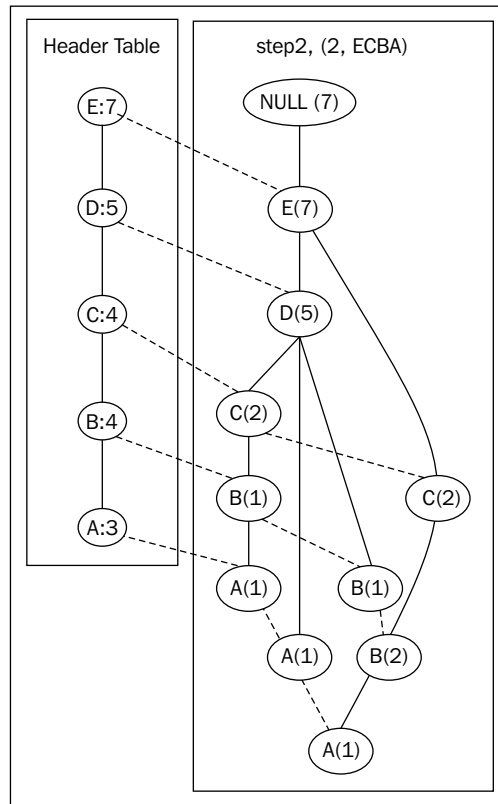 Header Table
E:7
D:5
C:4
B:4
A:3
step2, (2, ECBA)
NULL (7)
E(7)
D(5)
C(2)
C(2)
B(1)
A(1)
B(1)
A(1)
B(2)
A(1)